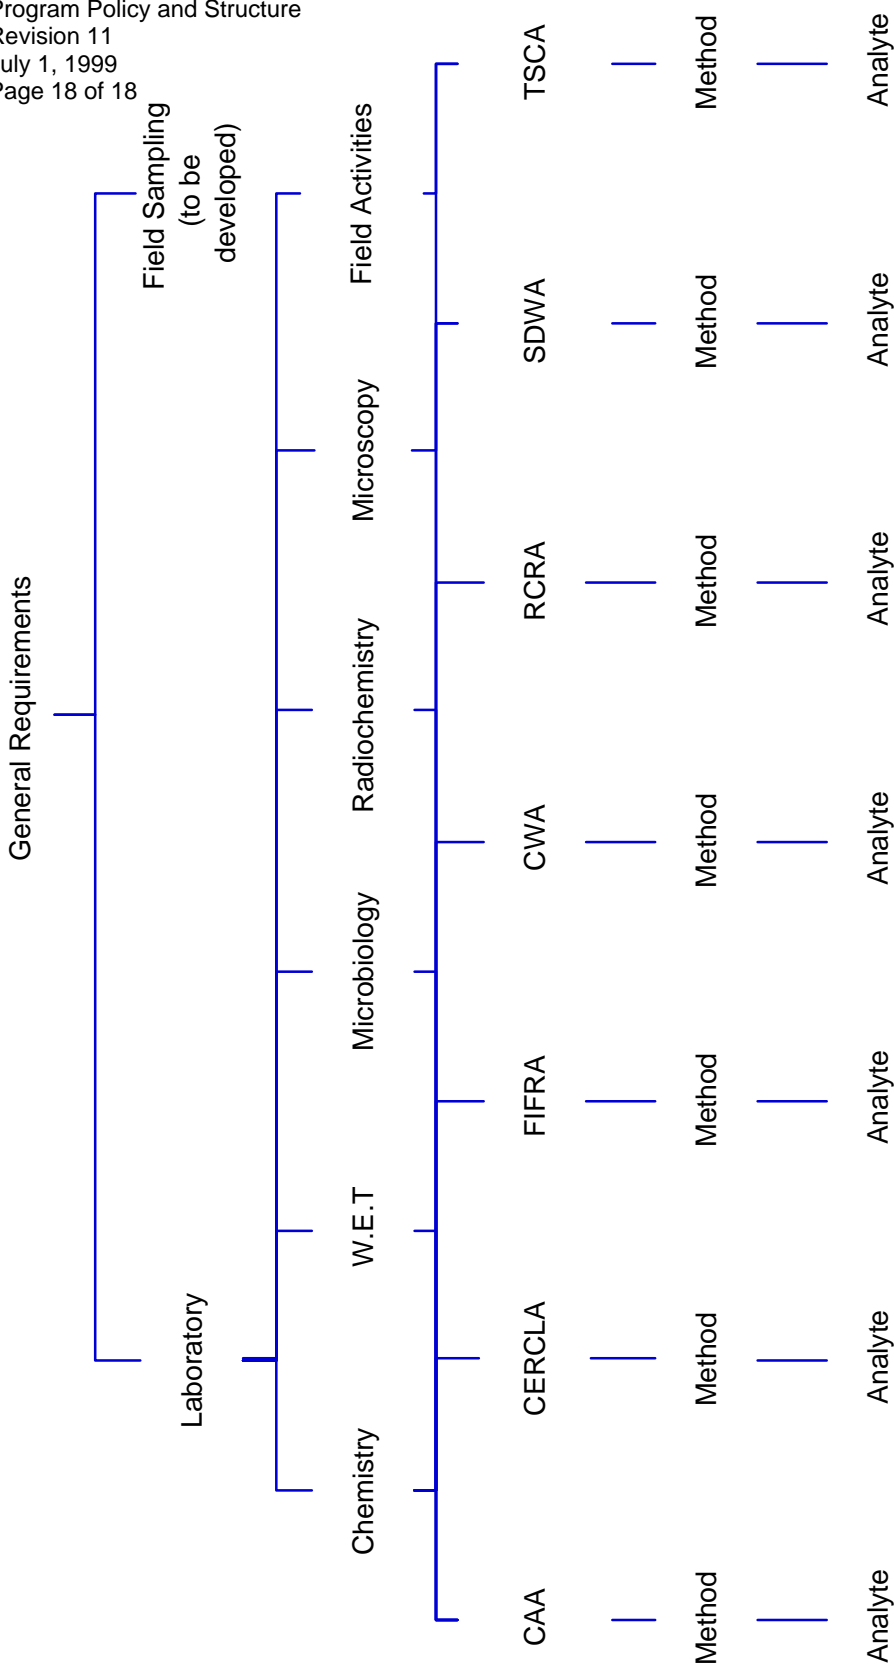 Program Policy and Structure
Revision 11
July 1, 1999
Page 18 of 18
General Requirements
Laboratory
Field Sampling
(to be
developed)
Chemistry
W.E.T
Microbiology
Radiochemistry
Microscopy
Field Activities
CAA
CERCLA
FIFRA
CWA
RCRA
SDWA
TSCA
Method
Method
Method
Method
Method
Method
Method
Analyte
Analyte
Analyte
Analyte
Analyte
Analyte
Analyte